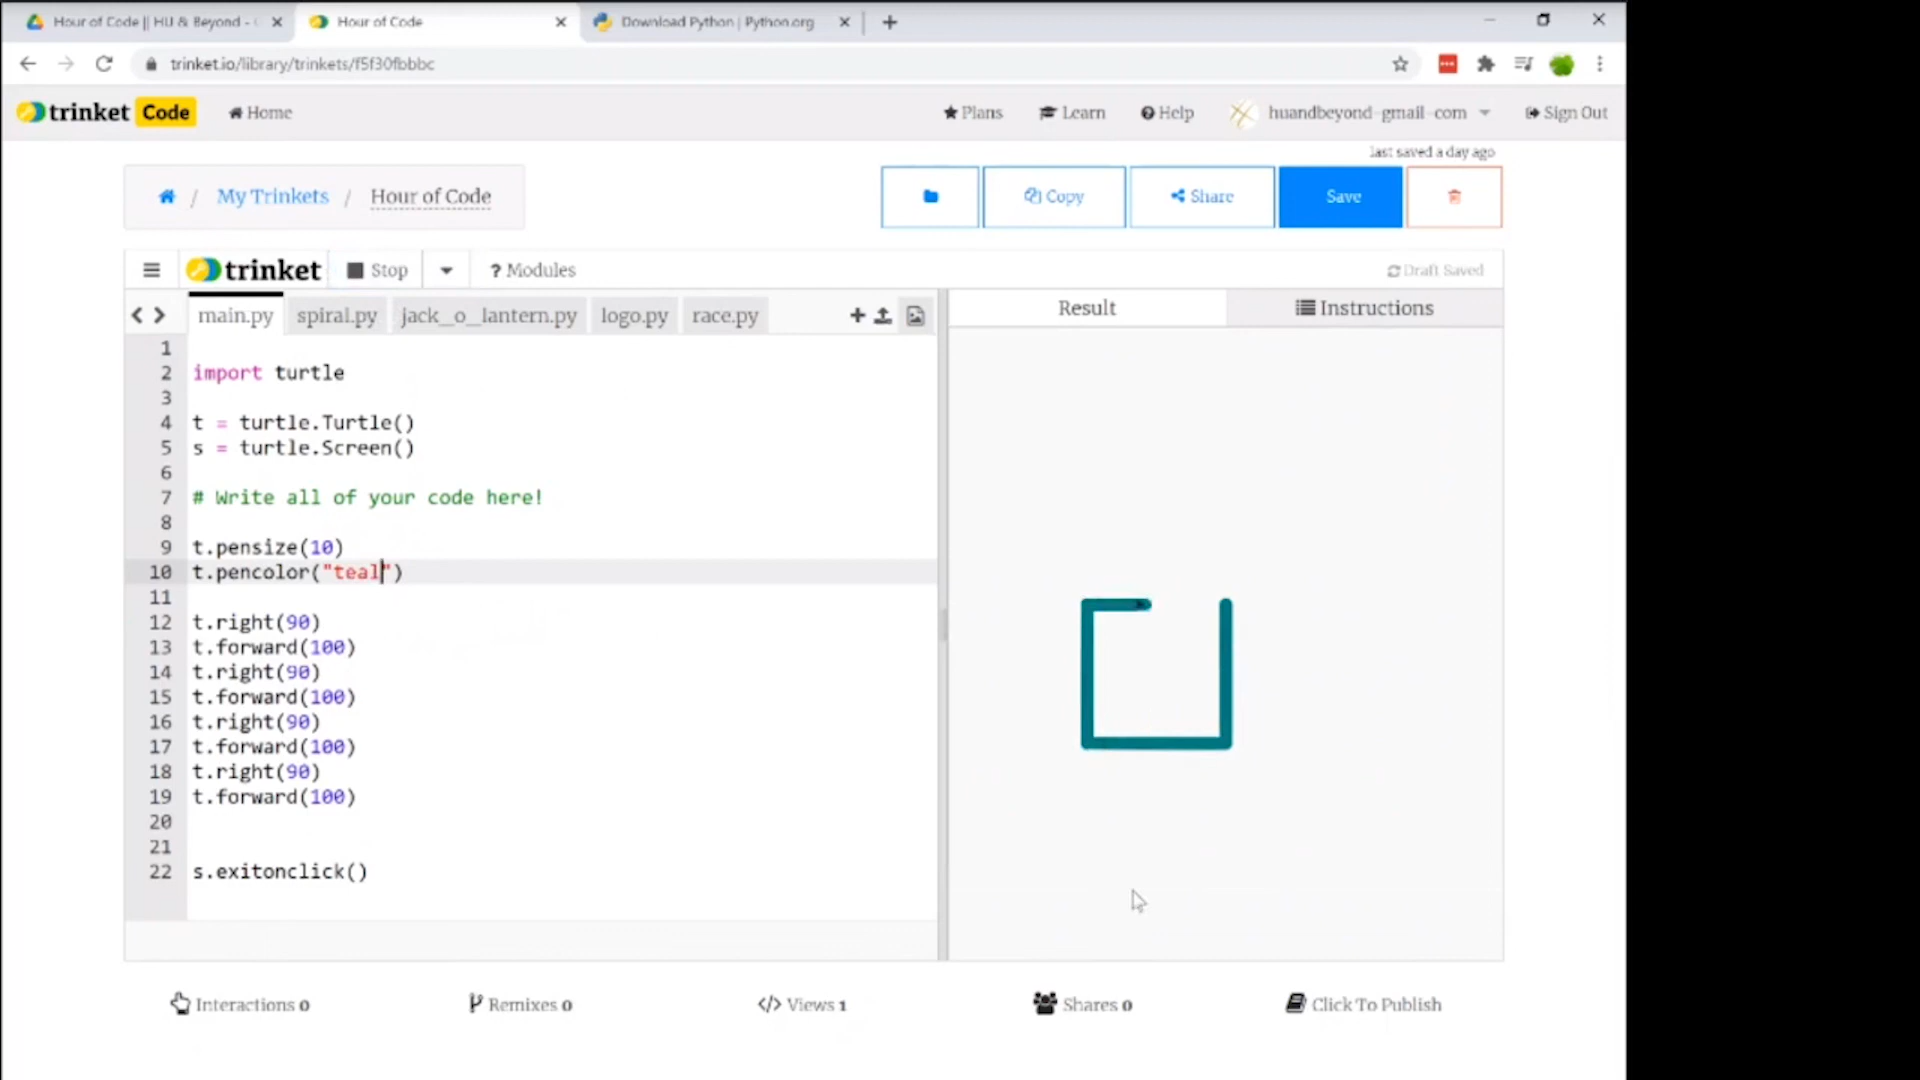 Hour of Code || HU & Beyond -
Hour of Code
Download Python | Python.org
trinket.io/library/trinkets/f5f30fbbbc
trinket Code
Home
Plans
Learn
Help
huandbeyond-gmail-com
Sign Out
last saved a day ago
/ My Trinkets / Hour of Code
Copy
Share
Save
trinket
Stop
? Modules
Draft Saved
main.py
spiral.py
jack_o_lantern.py
logo.py
race.py
Result
Instructions
1
2 import turtle
3
4 t = turtle.Turtle()
5 s = turtle.Screen()
6
7 # Write all of your code here!
8
9 t.pensize(10)
10 t.pencolor("teal")
11
12 t.right(90)
13 t.forward(100)
14 t.right(90)
15 t.forward(100)
16 t.right(90)
17 t.forward(100)
18 t.right(90)
19 t.forward(100)
20
21
22 s.exitonclick()
Interactions 0
Remixes 0
</> Views 1
Shares 0
Click To Publish